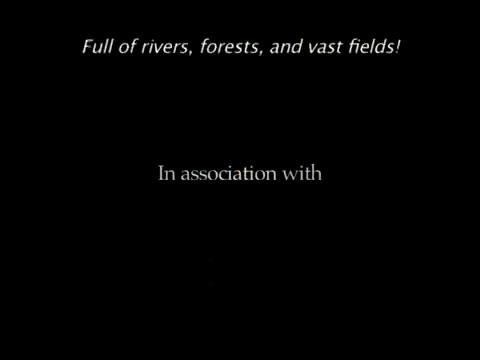 Full of rivers, forests, and vast fields!
In association with